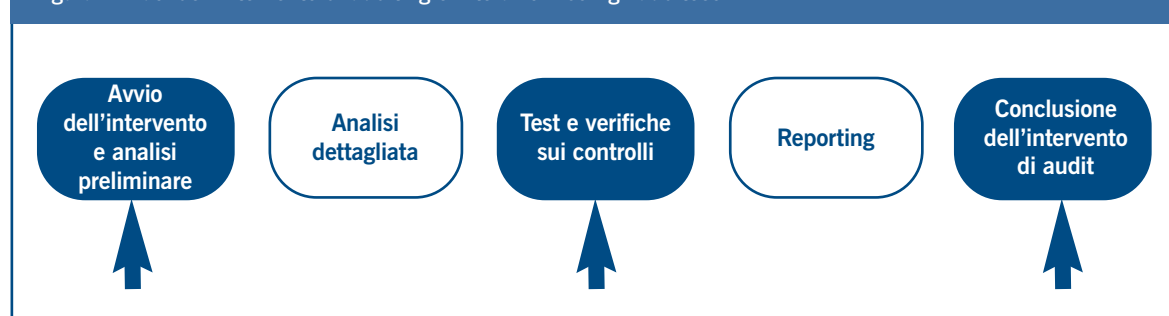 Avvio
dell'intervento
e analisi
preliminare
Analisi
dettagliata
Test e verifiche
sui controlli
Reporting
Conclusione
dell'intervento
di audit